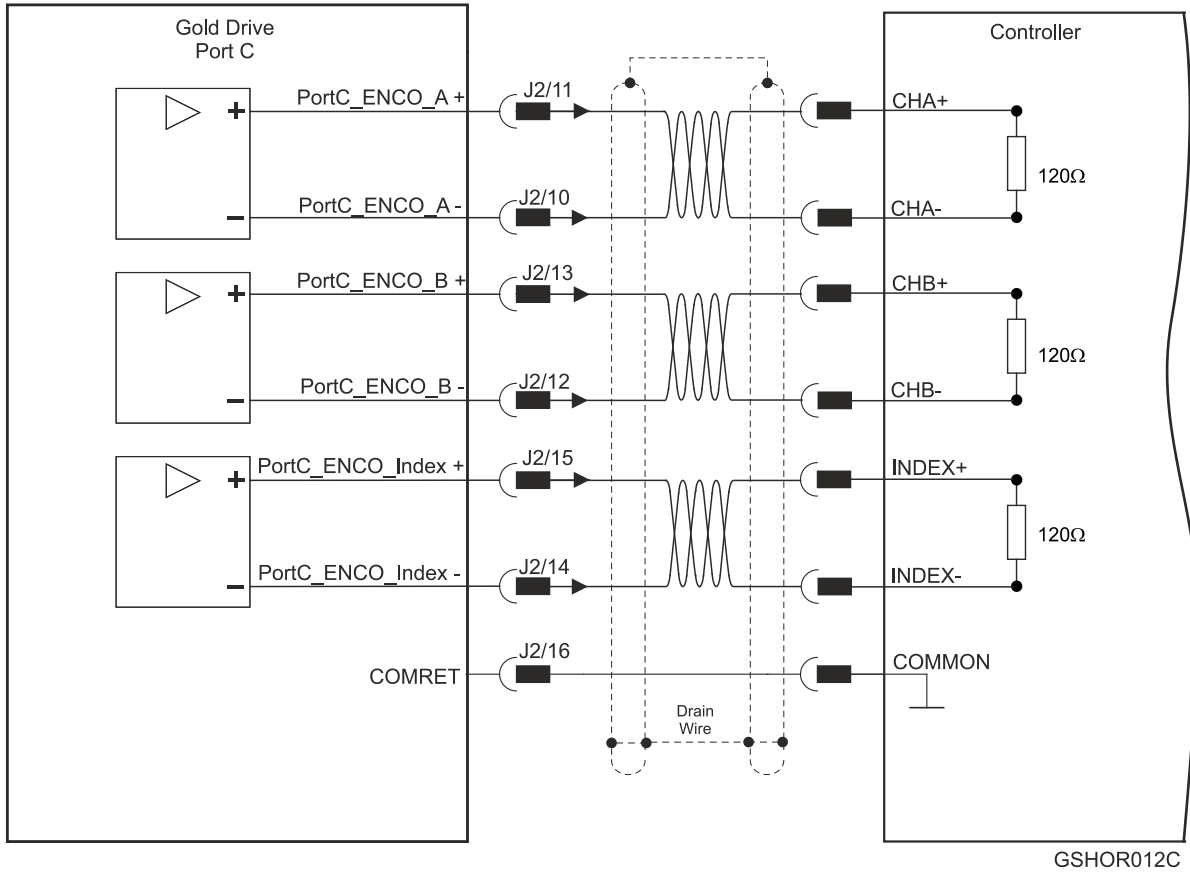 Gold Drive
Port C
Controller
PortC_ENCO_A +
J2/11
CHA+
+
120Ω
PortC_ENCO_A -
J2/10
CHA-
–
PortC_ENCO_B +
J2/13
CHB+
+
120Ω
PortC_ENCO_B -
J2/12
CHB-
–
PortC_ENCO_Index +
J2/15
INDEX+
+
120Ω
PortC_ENCO_Index -
J2/14
INDEX-
–
COMRET
J2/16
COMMON
Drain
Wire
GSHOR012C